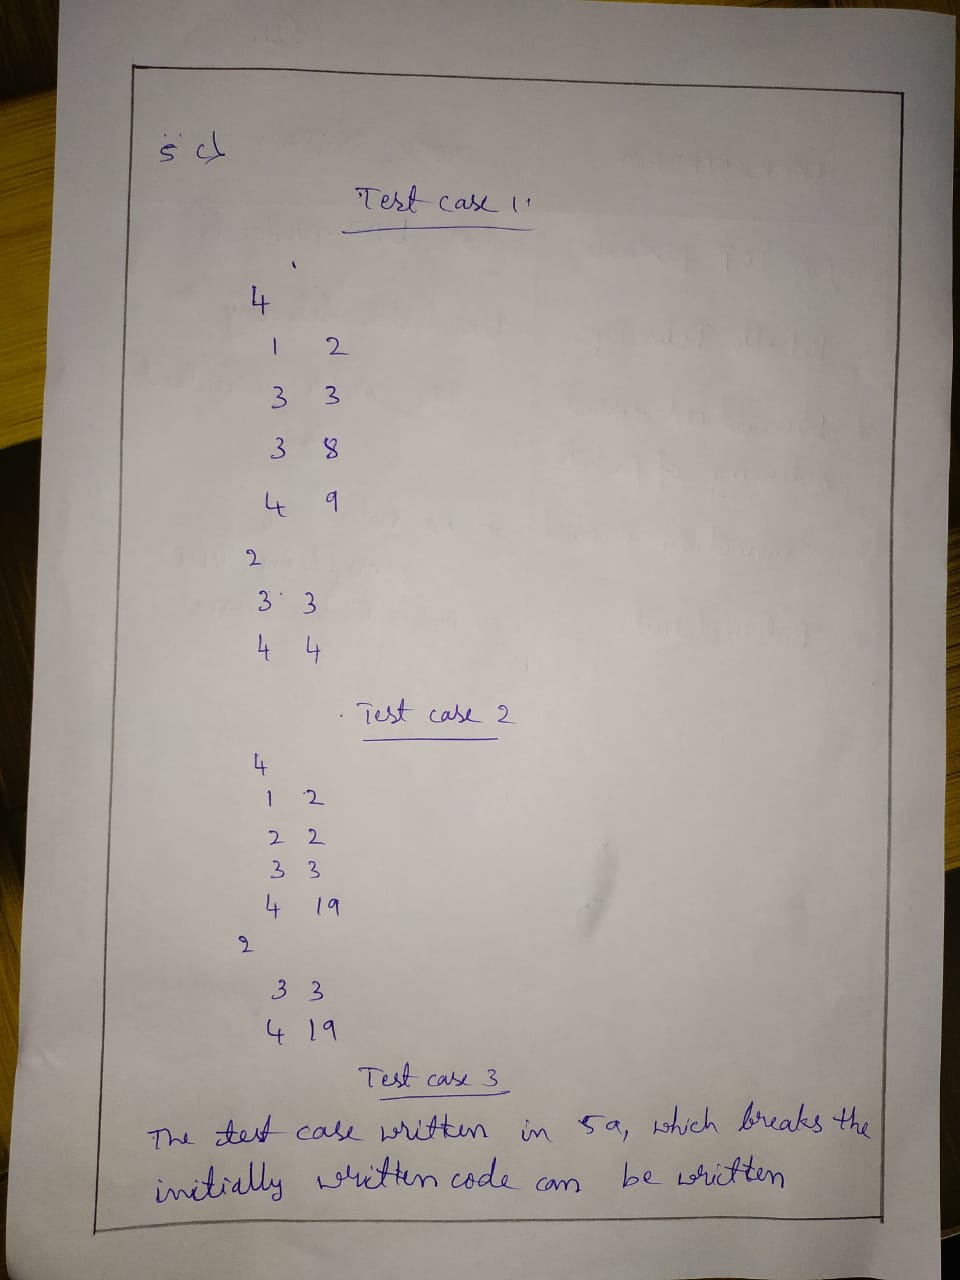 5 c)
Test case 1:
4
1 2
3 3
3 8
4 9
2
3 3
4 4
Test case 2
4
1 2
2 2
3 3
4 19
2
3 3
4 19
Test case 3
The test case written in 5a, which breaks the
initially written code can be written